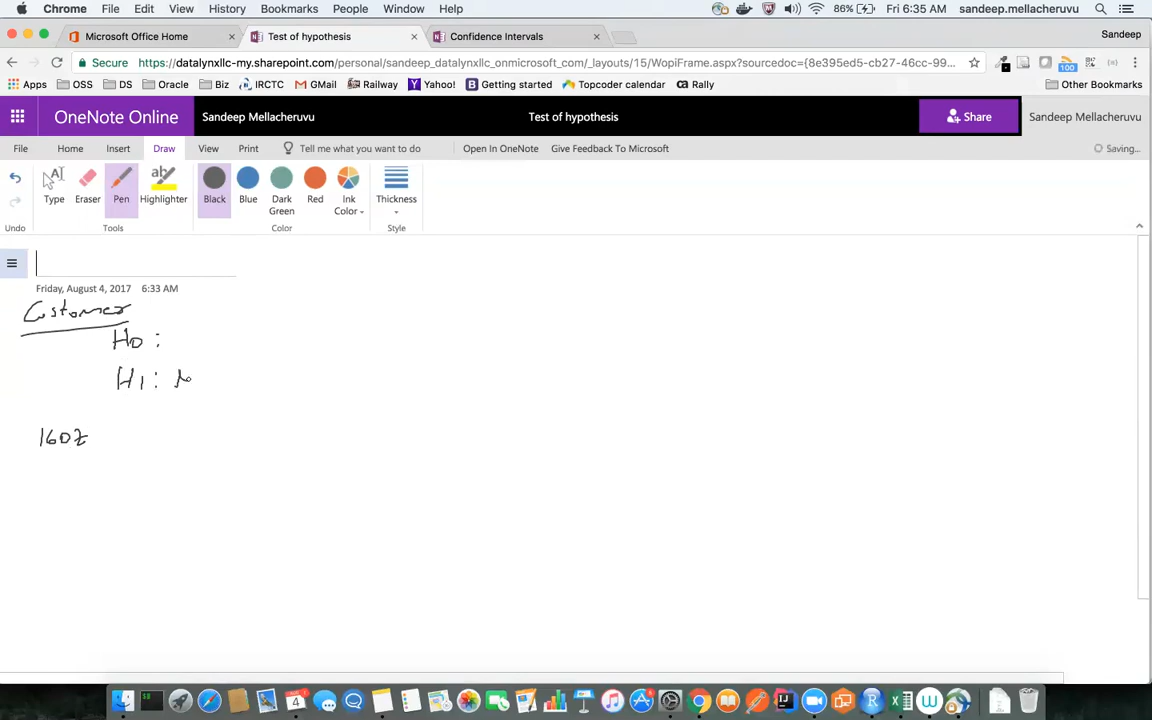 Chrome File Edit View History Bookmarks People Window Help 86% Fri 6:35 AM sandeep.mellacheruvu
Microsoft Office Home Test of hypothesis Confidence Intervals Sandeep
Secure https://datalynxllc-my.sharepoint.com/personal/sandeep_datalynxllc_onmicrosoft_com/_layouts/15/WopiFrame.aspx?sourcedoc={8e395ed5-cb27-46cc-99... 100
Apps OSS DS Oracle Biz IRCTC GMail Railway Yahoo! Getting started Topcoder calendar Rally Other Bookmarks
OneNote Online Sandeep Mellacheruvu Test of hypothesis Share Sandeep Mellacheruvu
File Home Insert Draw View Print Tell me what you want to do Open In OneNote Give Feedback To Microsoft Saving...
Type Eraser Pen Highlighter Black Blue Dark Green Red Ink Color Thickness
Undo Tools Color Style
Friday, August 4, 2017 6:33 AM
Customer
H0 :
H1 :
16oz